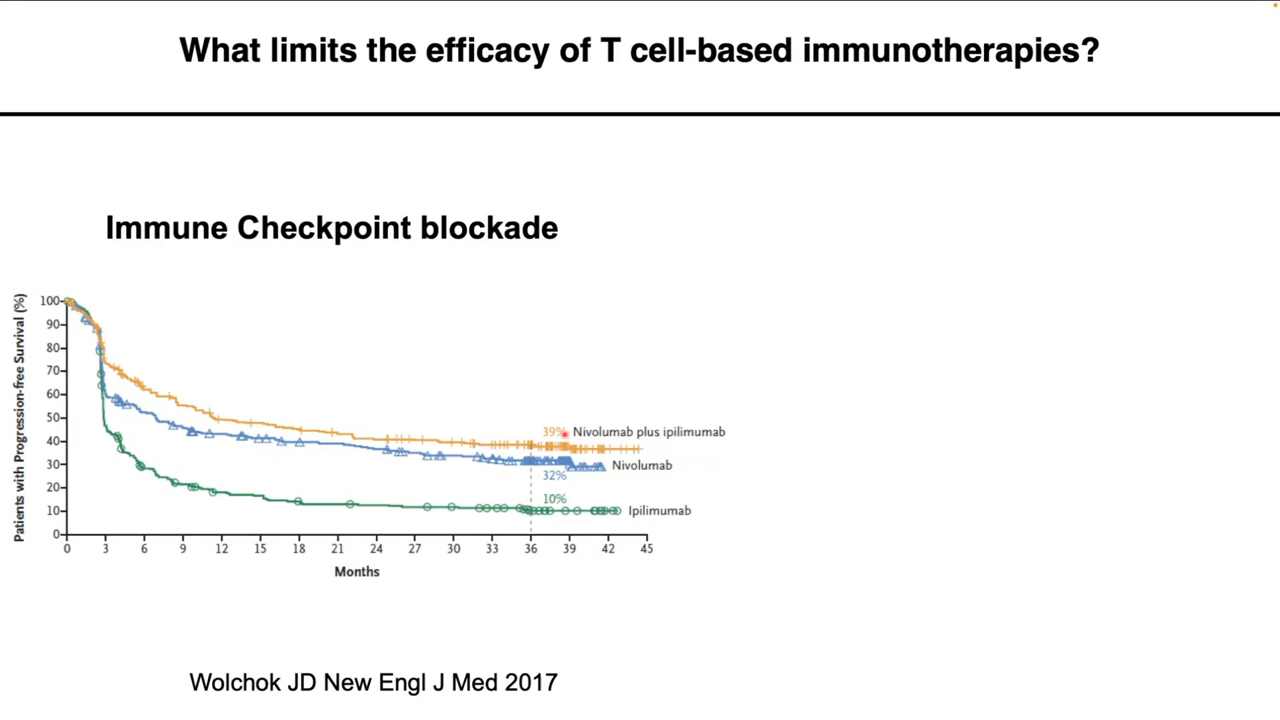 What limits the efficacy of T cell-based immunotherapies?
Immune Checkpoint blockade
Patients with Progression-free Survival (%)
100
90
80
70
60
50
40
30
20
10
0
39%
Nivolumab plus ipilimumab
Nivolumab
32%
10%
Ipilimumab
0 3 6 9 12 15 18 21 24 27 30 33 36 39 42 45
Months
Wolchok JD New Engl J Med 2017